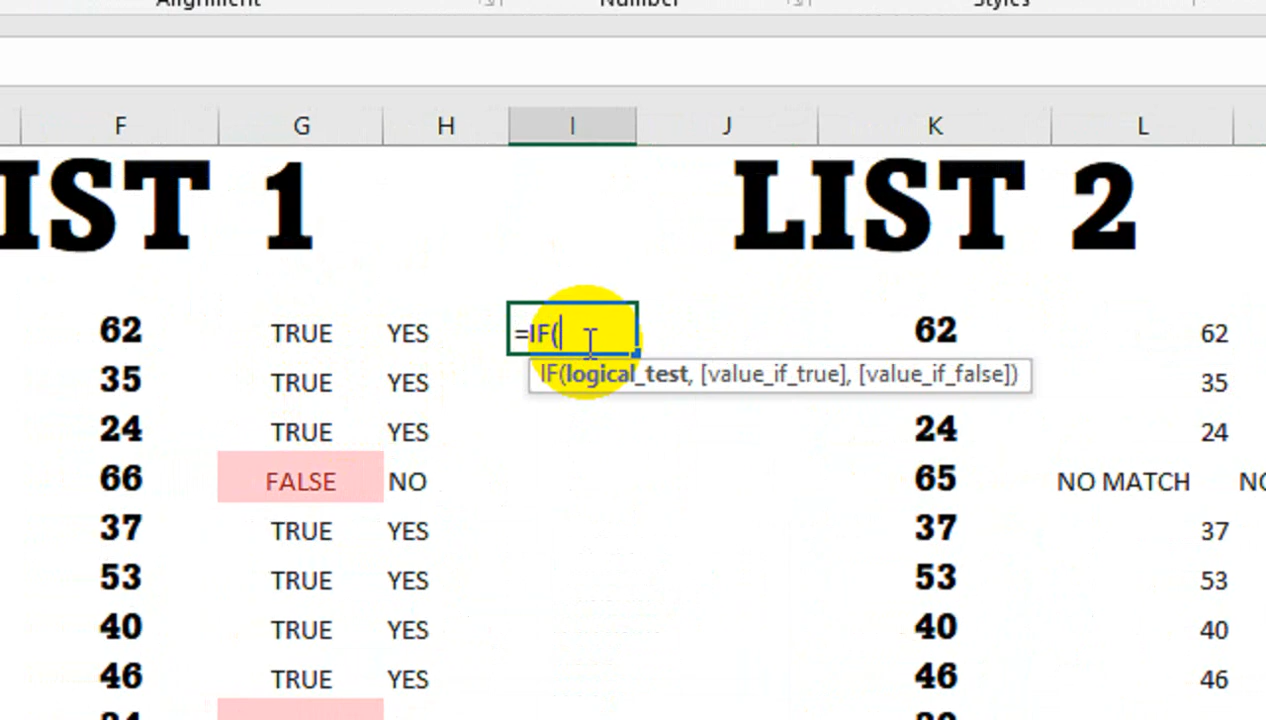 Alignment Number Styles
F G H I J K L
IST 1 LIST 2
62 TRUE YES =IF( 62 62
IF(logical_test, [value_if_true], [value_if_false])
35 TRUE YES 35
24 TRUE YES 24 24
66 FALSE NO 65 NO MATCH NO
37 TRUE YES 37 37
53 TRUE YES 53 53
40 TRUE YES 40 40
46 TRUE YES 46 46